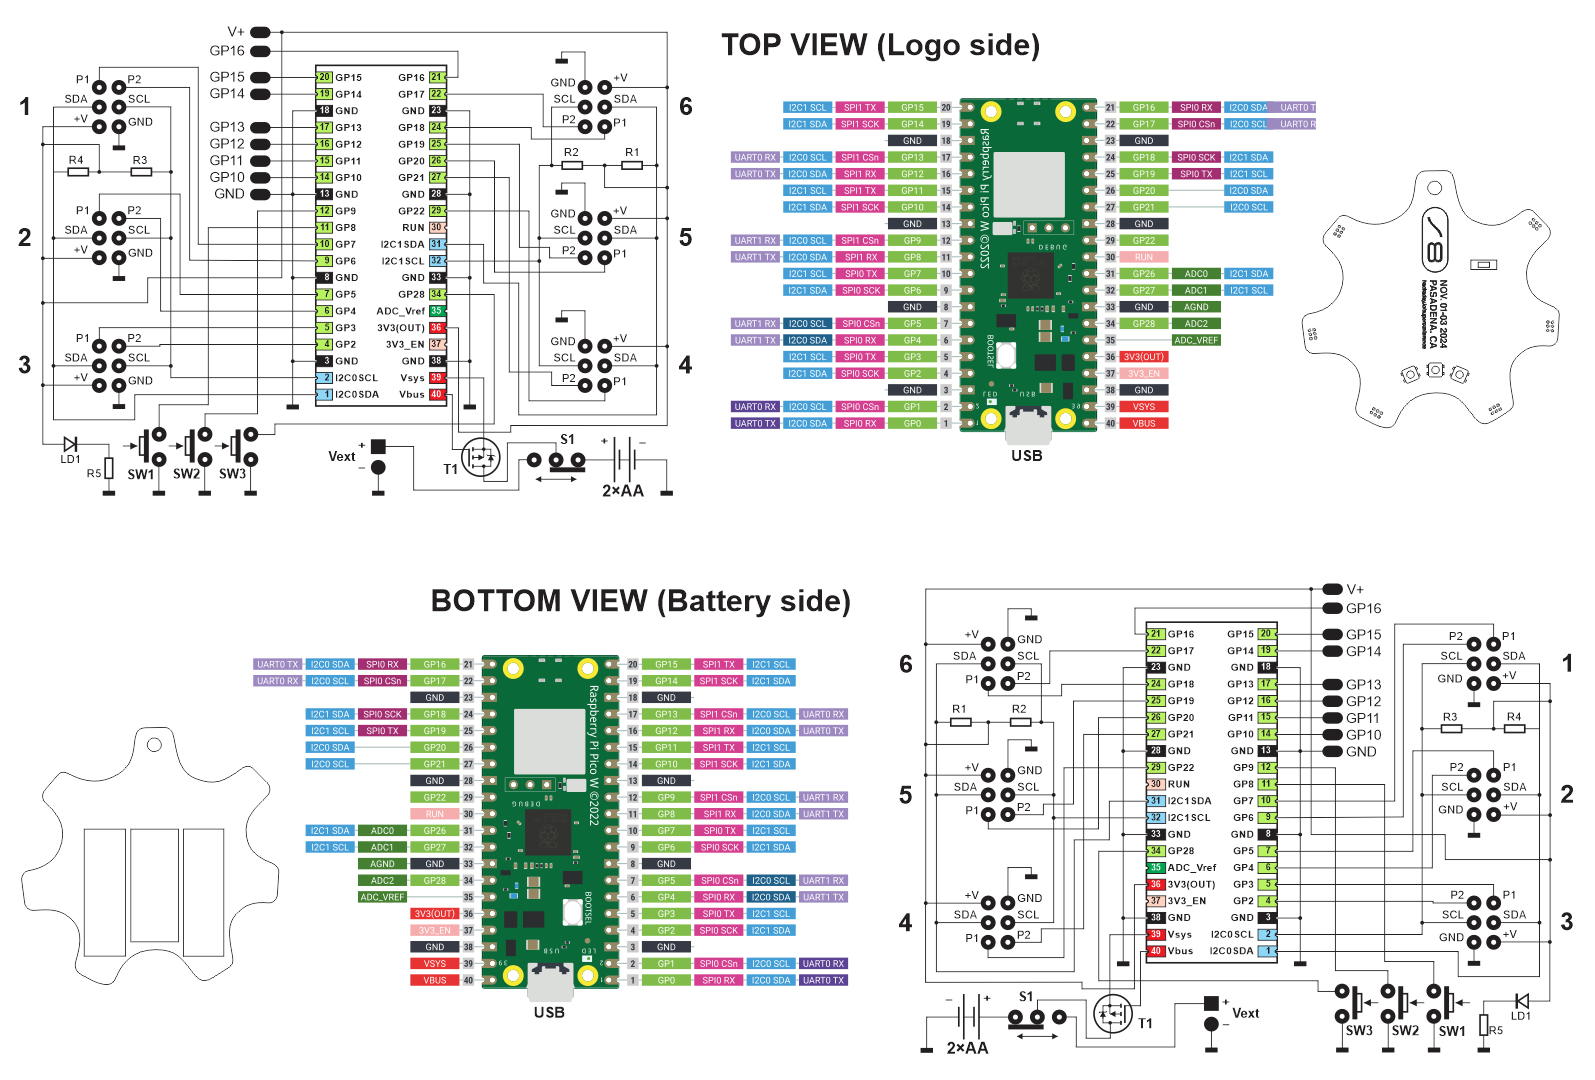 TOP VIEW (Logo side)
V+
GP16
GP15
GP14
GP13
GP12
GP11
GP10
GND
1
P1 P2
SDA SCL
+V GND
R4 R3
2
P1 P2
SDA SCL
+V GND
3
P1 P2
SDA SCL
+V GND
20 GP15 GP16 21
19 GP14 GP17 22
18 GND GND 23
17 GP13 GP18 24
16 GP12 GP19 25
15 GP11 GP20 26
14 GP10 GP21 27
13 GND GND 28
12 GP9 GP22 29
11 GP8 RUN 30
10 GP7 I2C1SDA 31
9 GP6 I2C1SCL 32
8 GND GND 33
7 GP5 GP28 34
6 GP4 ADC_Vref 35
5 GP3 3V3(OUT) 36
4 GP2 3V3_EN 37
3 GND GND 38
2 I2C0SCL Vsys 39
1 I2C0SDA Vbus 40
6
GND +V
SCL SDA
P2 P1
R2 R1
5
GND +V
SCL SDA
P2 P1
4
GND +V
SCL SDA
P2 P1
LD1
R5
SW1
SW2
SW3
Vext + −
T1
S1
+ −
2×AA
I2C1 SCL SPI1 TX GP15 20
I2C1 SDA SPI1 SCK GP14 19
GND 18
UART0 RX I2C0 SCL SPI1 CSn GP13 17
UART0 TX I2C0 SDA SPI1 RX GP12 16
I2C1 SCL SPI1 TX GP11 15
I2C1 SDA SPI1 SCK GP10 14
GND 13
UART1 RX I2C0 SCL SPI1 CSn GP9 12
UART1 TX I2C0 SDA SPI1 RX GP8 11
I2C1 SCL SPI0 TX GP7 10
I2C1 SDA SPI0 SCK GP6 9
GND 8
UART1 RX I2C0 SCL SPI0 CSn GP5 7
UART1 TX I2C0 SDA SPI0 RX GP4 6
I2C1 SCL SPI0 TX GP3 5
I2C1 SDA SPI0 SCK GP2 4
GND 3
UART0 RX I2C0 SCL SPI0 CSn GP1 2
UART0 TX I2C0 SDA SPI0 RX GP0 1
Raspberry Pi Pico W ©2022
DEBUG
BOOTSEL
LED
USB
2
39
1
USB
21 GP16 SPI0 RX I2C0 SDA UART0 T
22 GP17 SPI0 CSn I2C0 SCL UART0 R
23 GND
24 GP18 SPI0 SCK I2C1 SDA
25 GP19 SPI0 TX I2C1 SCL
26 GP20 I2C0 SDA
27 GP21 I2C0 SCL
28 GND
29 GP22
30 RUN
31 GP26 ADC0 I2C1 SDA
32 GP27 ADC1 I2C1 SCL
33 GND AGND
34 GP28 ADC2
35 ADC_VREF
36 3V3(OUT)
37 3V3_EN
38 GND
39 VSYS
40 VBUS
NOV. 01-03 2024
PASADENA. CA
BOTTOM VIEW (Battery side)
UART0 TX I2C0 SDA SPI0 RX GP16 21
UART0 RX I2C0 SCL SPI0 CSn GP17 22
GND 23
I2C1 SDA SPI0 SCK GP18 24
I2C1 SCL SPI0 TX GP19 25
I2C0 SDA GP20 26
I2C0 SCL GP21 27
GND 28
GP22 29
RUN 30
I2C1 SDA ADC0 GP26 31
I2C1 SCL ADC1 GP27 32
AGND GND 33
ADC2 GP28 34
ADC_VREF 35
3V3(OUT) 36
3V3_EN 37
GND 38
VSYS 39
VBUS 40
Raspberry Pi Pico W ©2022
DEBUG
BOOTSEL
USB
LED
39
2
1
USB
20 GP15 SPI1 TX I2C1 SCL
19 GP14 SPI1 SCK I2C1 SDA
18 GND
17 GP13 SPI1 CSn I2C0 SCL UART0 RX
16 GP12 SPI1 RX I2C0 SDA UART0 TX
15 GP11 SPI1 TX I2C1 SCL
14 GP10 SPI1 SCK I2C1 SDA
13 GND
12 GP9 SPI1 CSn I2C0 SCL UART1 RX
11 GP8 SPI1 RX I2C0 SDA UART1 TX
10 GP7 SPI0 TX I2C1 SCL
9 GP6 SPI0 SCK I2C1 SDA
8 GND
7 GP5 SPI0 CSn I2C0 SCL UART1 RX
6 GP4 SPI0 RX I2C0 SDA UART1 TX
5 GP3 SPI0 TX I2C1 SCL
4 GP2 SPI0 SCK I2C1 SDA
3 GND
2 GP1 SPI0 CSn I2C0 SCL UART0 RX
1 GP0 SPI0 RX I2C0 SDA UART0 TX
6
+V GND
SDA SCL
P1 P2
R1 R2
5
+V GND
SDA SCL
P1 P2
4
+V GND
SDA SCL
P1 P2
21 GP16 GP15 20
22 GP17 GP14 19
23 GND GND 18
24 GP18 GP13 17
25 GP19 GP12 16
26 GP20 GP11 15
27 GP21 GP10 14
28 GND GND 13
29 GP22 GP9 12
30 RUN GP8 11
31 I2C1SDA GP7 10
32 I2C1SCL GP6 9
33 GND GND 8
34 GP28 GP5 7
35 ADC_Vref GP4 6
36 3V3(OUT) GP3 5
37 3V3_EN GP2 4
38 GND GND 3
39 Vsys I2C0SCL 2
40 Vbus I2C0SDA 1
V+
GP16
GP15
GP14
GP13
GP12
GP11
GP10
GND
1
P2 P1
SCL SDA
GND +V
R3 R4
2
P2 P1
SCL SDA
GND +V
3
P2 P1
SCL SDA
GND +V
− +
2×AA
S1
T1
+ − Vext
SW3
SW2
SW1
R5
LD1